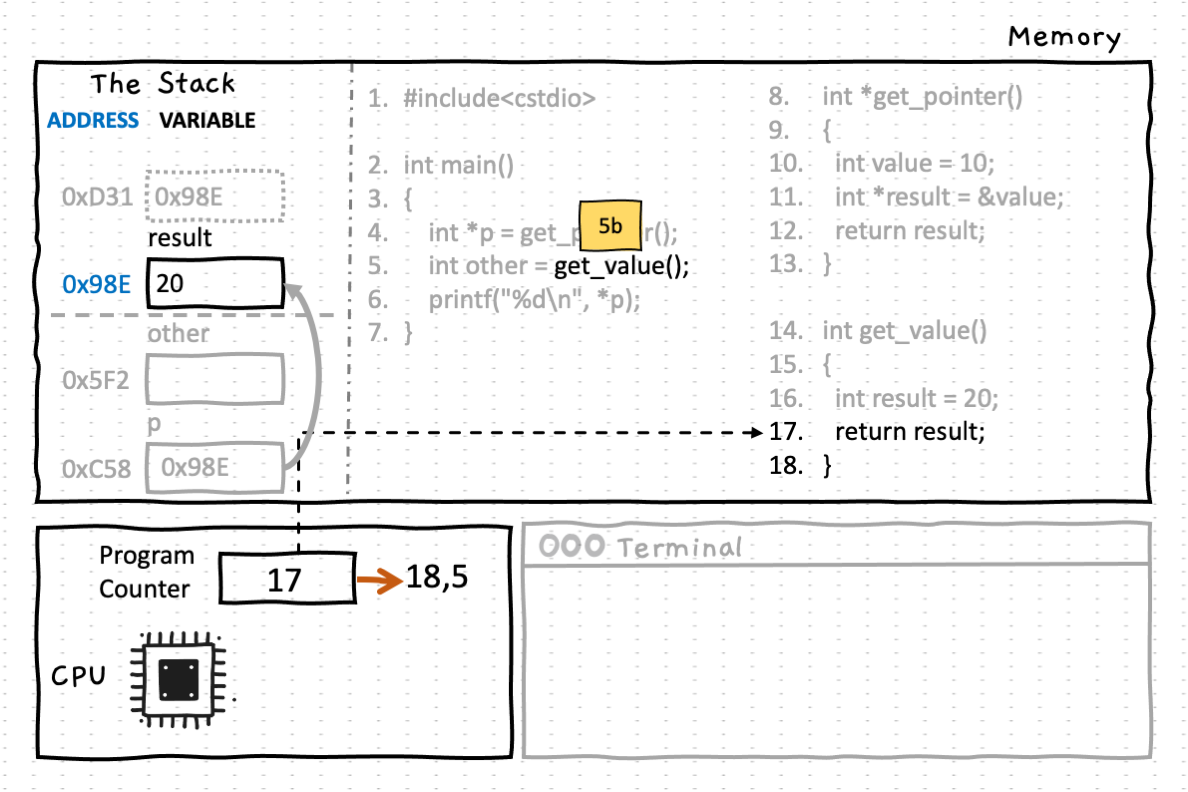 Memory
The Stack
ADDRESS VARIABLE
0xD31 0x98E
result
0x98E 20
other
0x5F2
p
0xC58 0x98E
1. #include<cstdio>
2. int main()
3. {
4. int *p = get_p r();
5b
5. int other = get_value();
6. printf("%d\n", *p);
7. }
8. int *get_pointer()
9. {
10. int value = 10;
11. int *result = &value;
12. return result;
13. }
14. int get_value()
15. {
16. int result = 20;
17. return result;
18. }
Program
Counter
17
18,5
CPU
Terminal